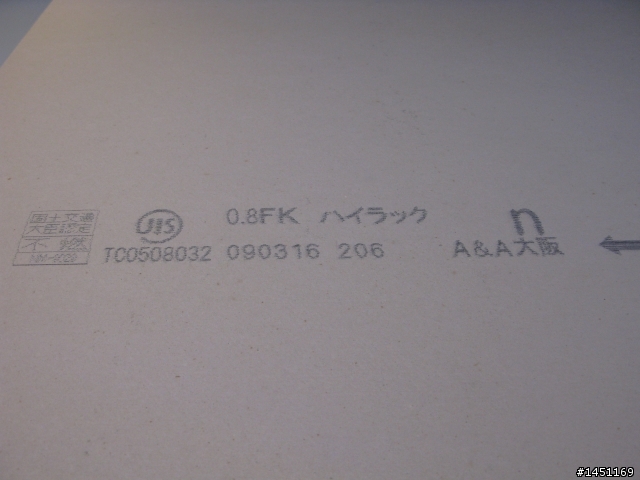 国土交通
大臣認定
不燃
JIS
0.8FK ハイラック
TC0508032 090316 206
n
A&A大阪
#1451169